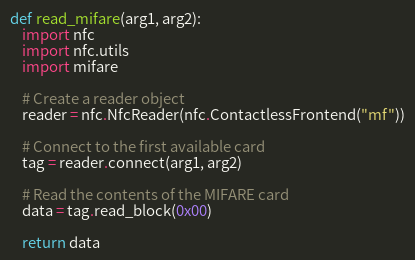 def read_mifare(arg1, arg2):
    import nfc
    import nfc.utils
    import mifare

    # Create a reader object
    reader = nfc.NfcReader(nfc.ContactlessFrontend("mf"))

    # Connect to the first available card
    tag = reader.connect(arg1, arg2)

    # Read the contents of the MIFARE card
    data = tag.read_block(0x00)

    return data